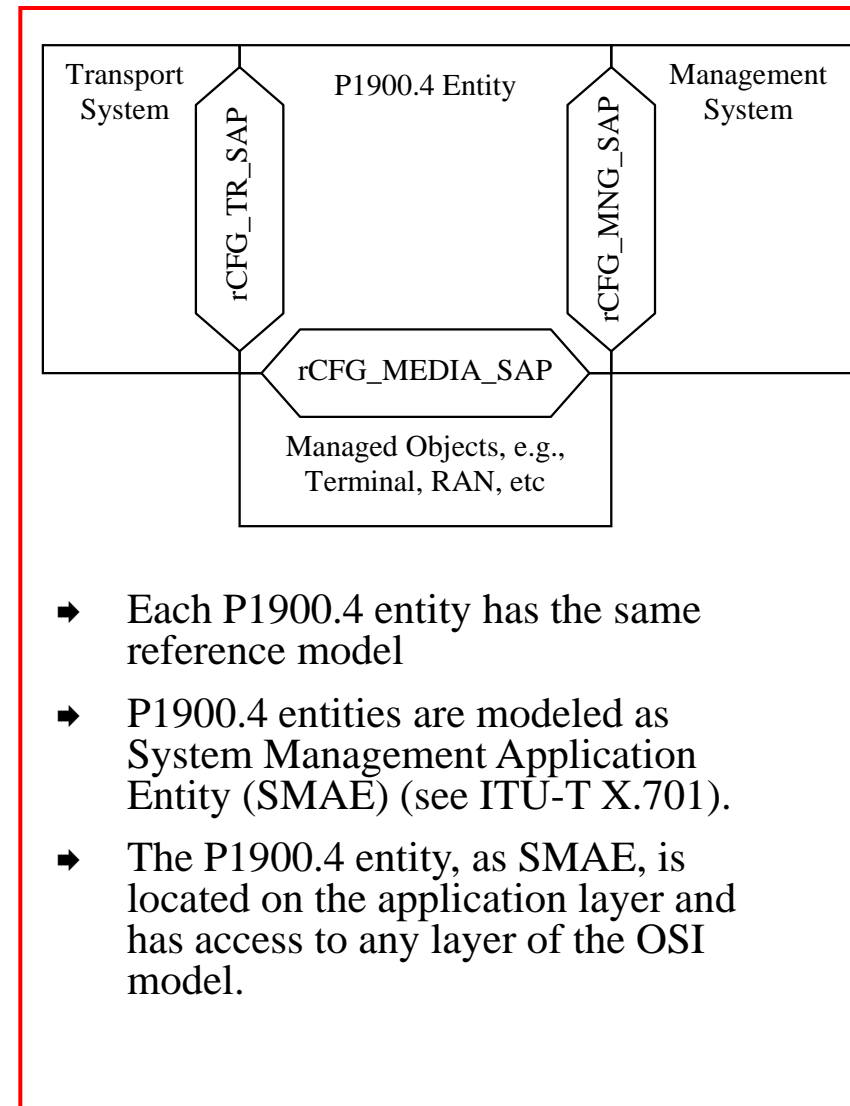 Transport
System
P1900.4 Entity
Management
System
rCFG_TR_SAP
rCFG_MNG_SAP
rCFG_MEDIA_SAP
Managed Objects, e.g.,
Terminal, RAN, etc
➡ Each P1900.4 entity has the same
reference model
➡ P1900.4 entities are modeled as
System Management Application
Entity (SMAE) (see ITU-T X.701).
➡ The P1900.4 entity, as SMAE, is
located on the application layer and
has access to any layer of the OSI
model.